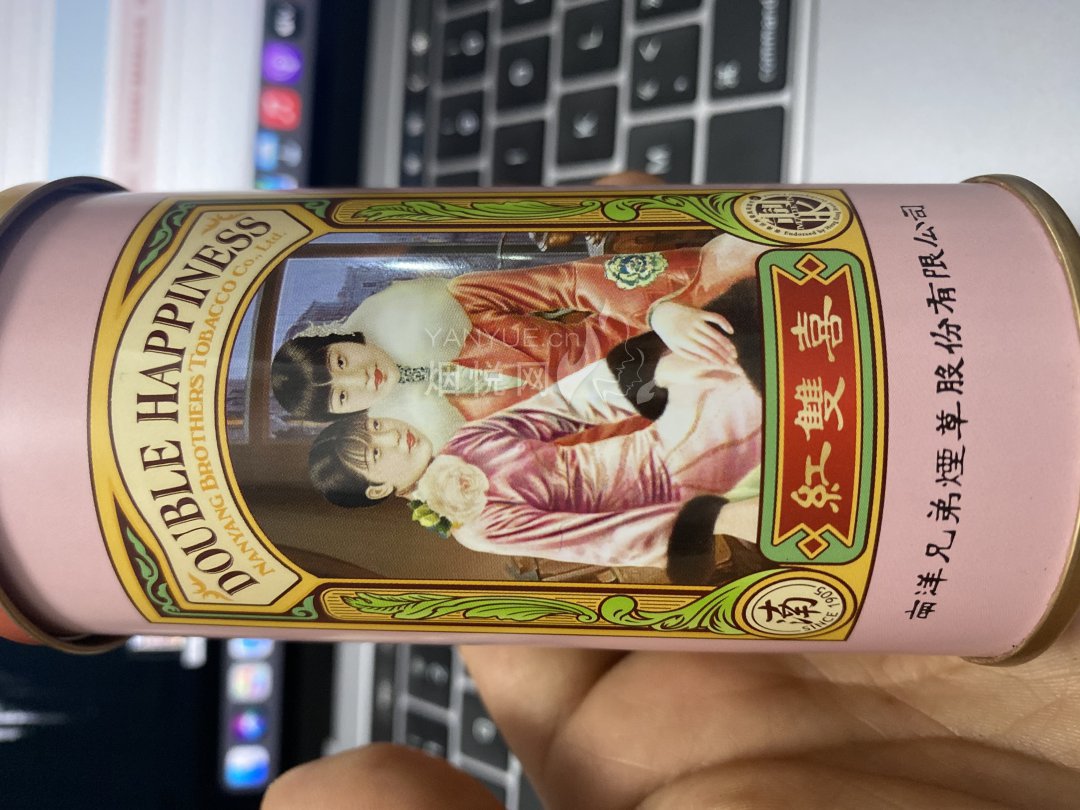 DOUBLE HAPPINESS
NANYANG BROTHERS TOBACCO Co., Ltd.
YANYUE.cn
烟悦网
紅雙喜
SINCE 1905
南洋兄弟煙草股份有限公司
command